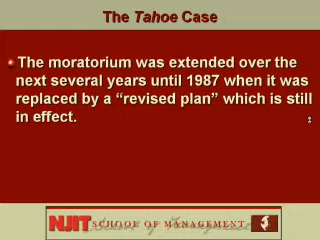 The Tahoe Case
The moratorium was extended over the
next several years until 1987 when it was
replaced by a “revised plan” which is still
in effect.
NJIT SCHOOL OF MANAGEMENT